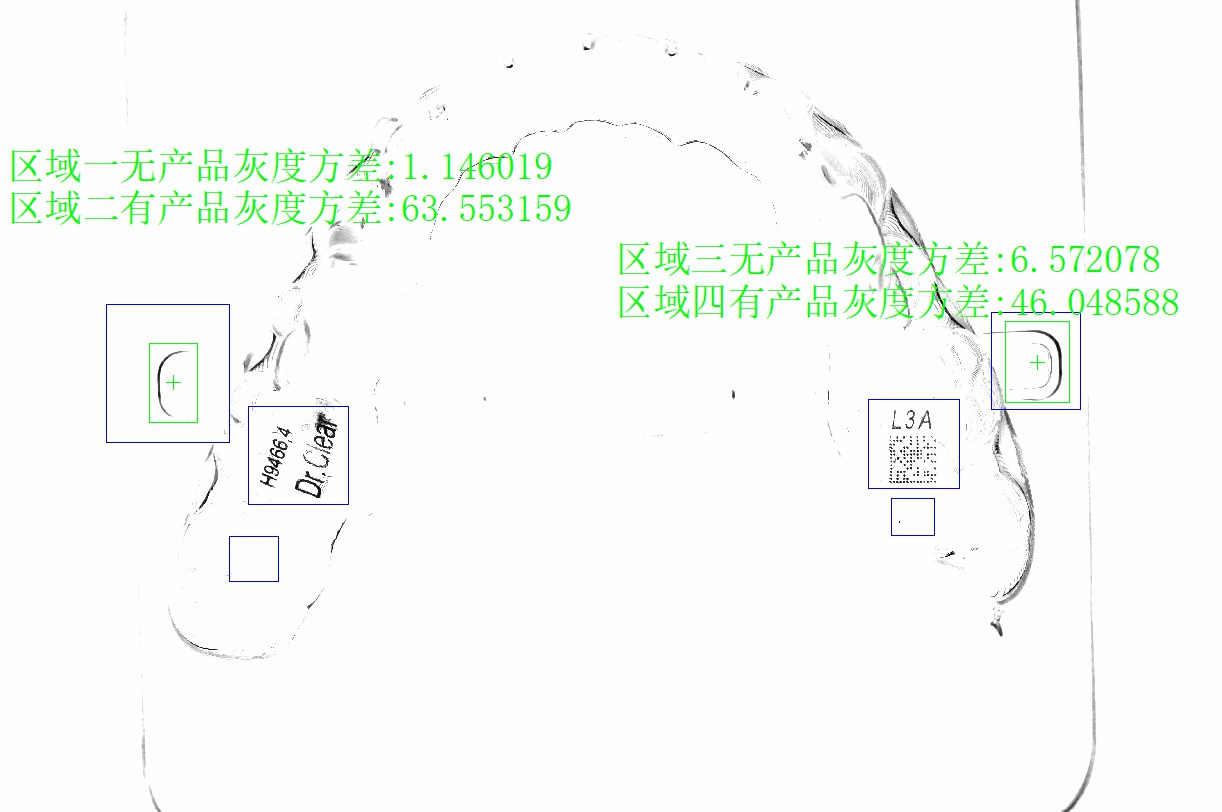 区域一无产品灰度方差:1.146019
区域二有产品灰度方差:63.553159
区域三无产品灰度方差:6.572078
区域四有产品灰度方差:46.048588
H9466,4
Dr.Clear
L3A